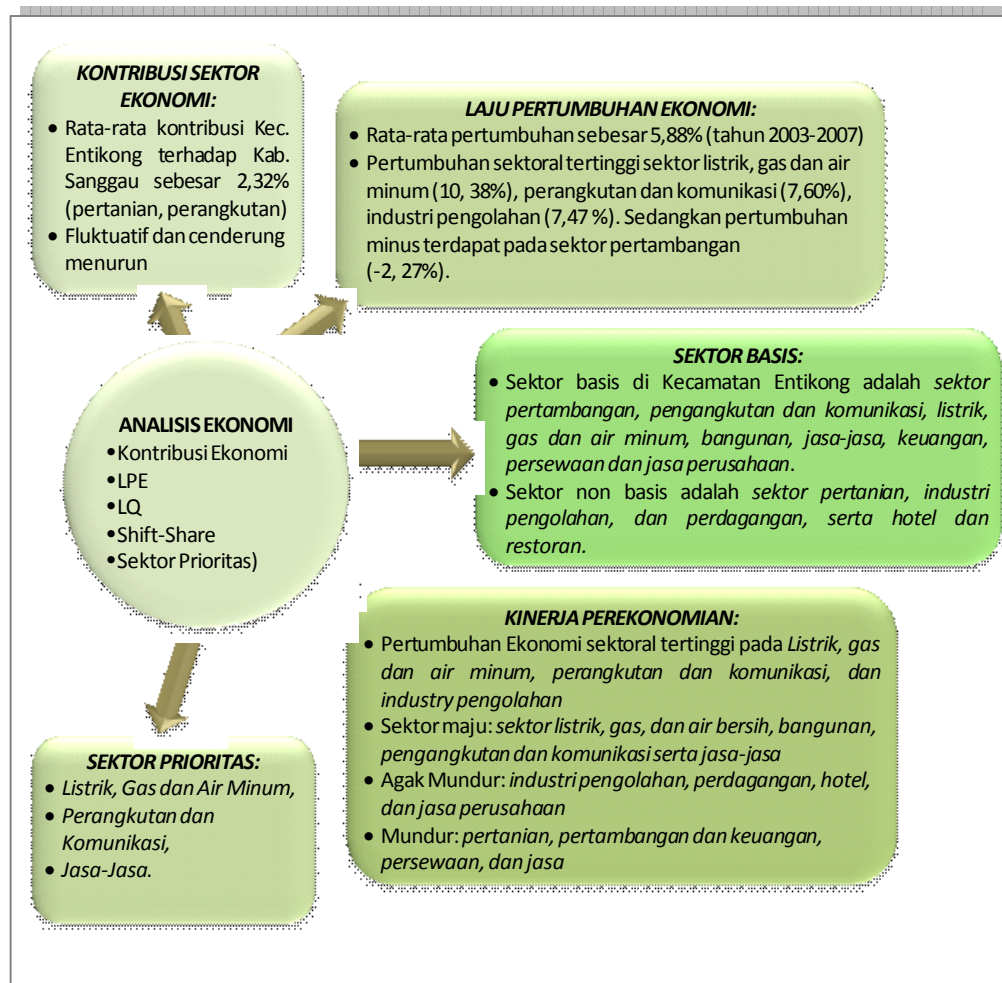 KONTRIBUSI SEKTOR
EKONOMI:
• Rata-rata kontribusi Kec.
Entikong terhadap Kab.
Sanggau sebesar 2,32%
(pertanian, perangkutan)
• Fluktuatif dan cenderung
menurun
LAJU PERTUMBUHAN EKONOMI:
• Rata-rata pertumbuhan sebesar 5,88% (tahun 2003-2007)
• Pertumbuhan sektoral tertinggi sektor listrik, gas dan air
minum (10, 38%), perangkutan dan komunikasi (7,60%),
industri pengolahan (7,47 %). Sedangkan pertumbuhan
minus terdapat pada sektor pertambangan
(-2, 27%).
SEKTOR BASIS:
• Sektor basis di Kecamatan Entikong adalah sektor
pertambangan, pengangkutan dan komunikasi, listrik,
gas dan air minum, bangunan, jasa-jasa, keuangan,
persewaan dan jasa perusahaan.
• Sektor non basis adalah sektor pertanian, industri
pengolahan, dan perdagangan, serta hotel dan
restoran.
ANALISIS EKONOMI
•Kontribusi Ekonomi
•LPE
•LQ
•Shift-Share
•Sektor Prioritas)
KINERJA PEREKONOMIAN:
• Pertumbuhan Ekonomi sektoral tertinggi pada Listrik, gas
dan air minum, perangkutan dan komunikasi, dan
industry pengolahan
• Sektor maju: sektor listrik, gas, dan air bersih, bangunan,
pengangkutan dan komunikasi serta jasa-jasa
• Agak Mundur: industri pengolahan, perdagangan, hotel,
dan jasa perusahaan
• Mundur: pertanian, pertambangan dan keuangan,
persewaan, dan jasa
SEKTOR PRIORITAS:
• Listrik, Gas dan Air Minum,
• Perangkutan dan
Komunikasi,
• Jasa-Jasa.